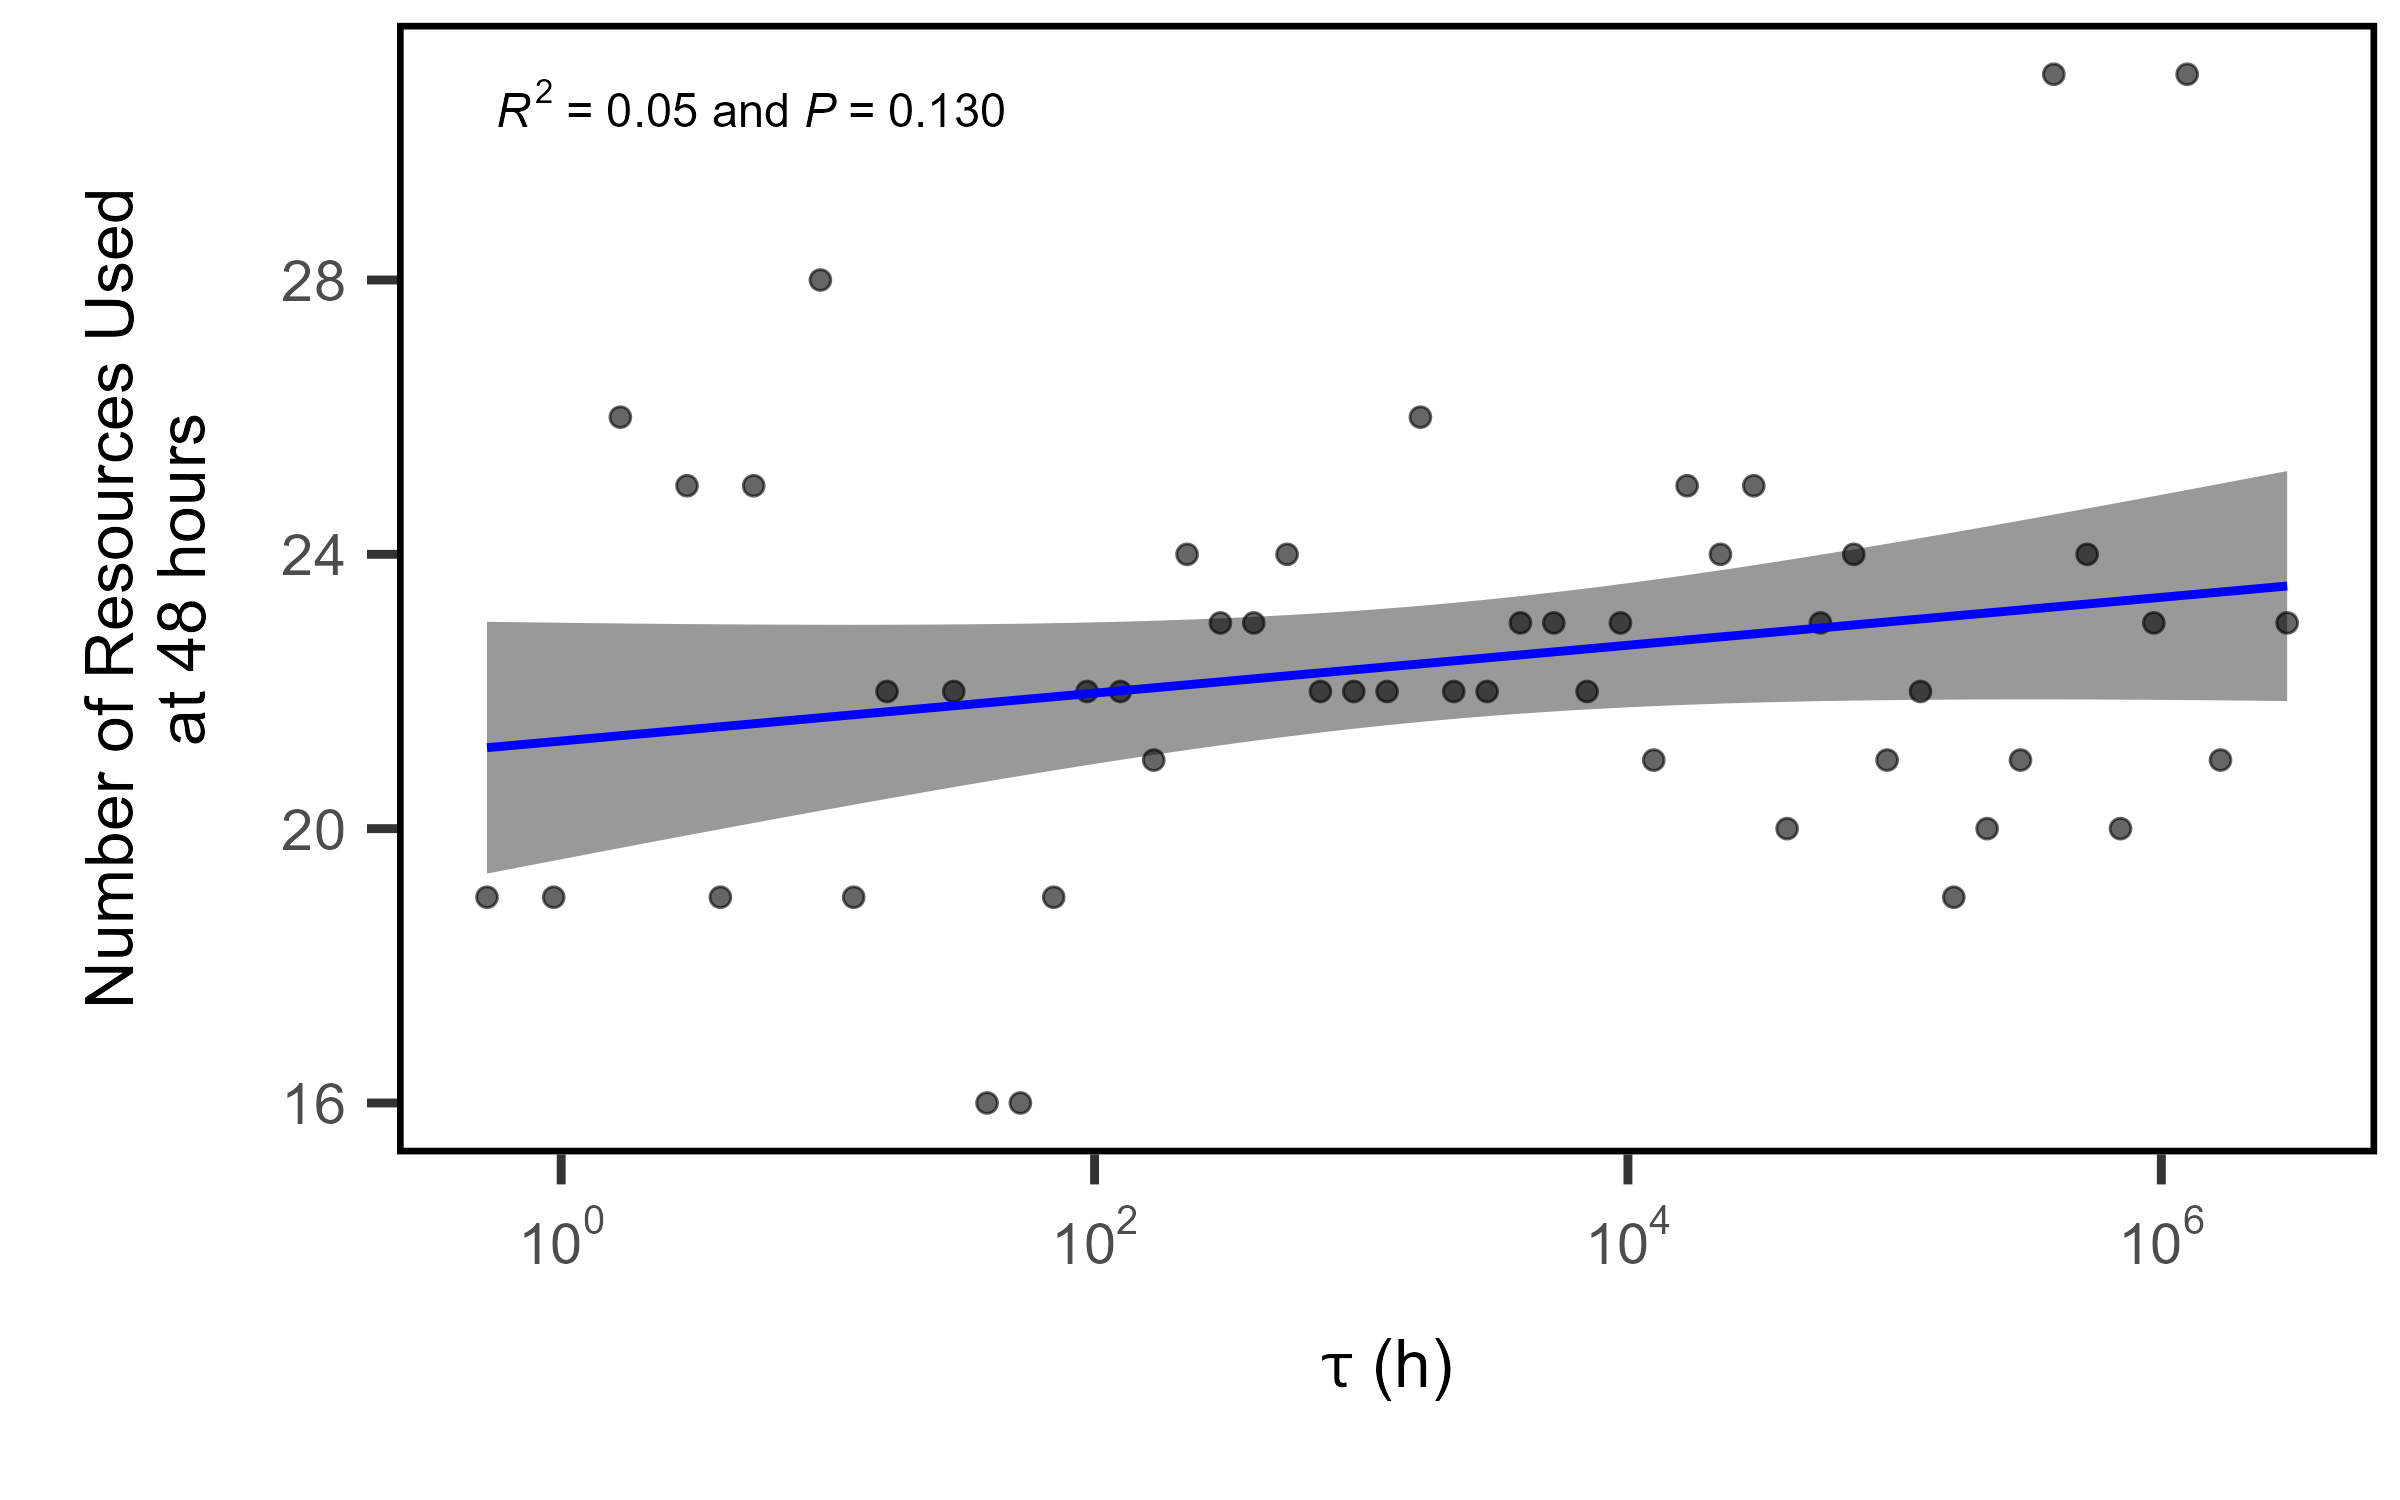 R² = 0.05 and P = 0.130
Number of Resources Used
at 48 hours
28
24
20
16
10⁰
10²
10⁴
10⁶
τ (h)